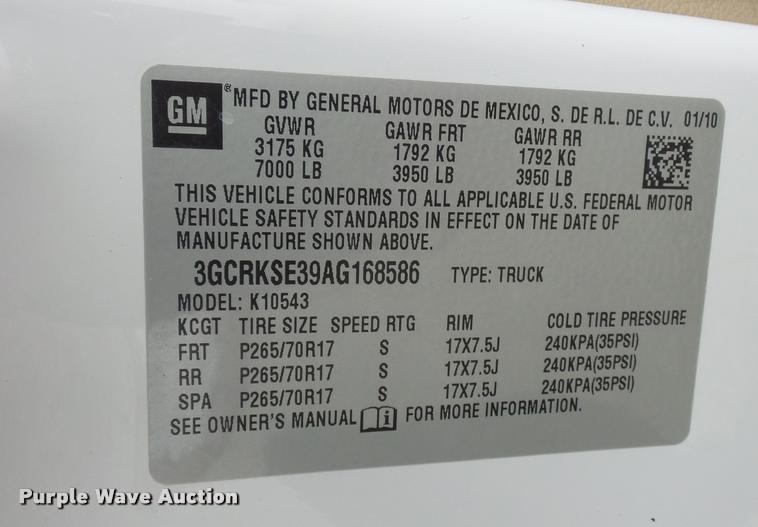 GM ® MFD BY GENERAL MOTORS DE MEXICO, S. DE R.L. DE C.V. 01/10
GVWR GAWR FRT GAWR RR
3175 KG 1792 KG 1792 KG
7000 LB 3950 LB 3950 LB
THIS VEHICLE CONFORMS TO ALL APPLICABLE U.S. FEDERAL MOTOR
VEHICLE SAFETY STANDARDS IN EFFECT ON THE DATE OF
MANUFACTURE SHOWN ABOVE.
3GCRKSE39AG168586 TYPE: TRUCK
MODEL: K10543
KCGT TIRE SIZE SPEED RTG RIM COLD TIRE PRESSURE
FRT P265/70R17 S 17X7.5J 240KPA(35PSI)
RR P265/70R17 S 17X7.5J 240KPA(35PSI)
SPA P265/70R17 S 17X7.5J 240KPA(35PSI)
SEE OWNER'S MANUAL i FOR MORE INFORMATION.
Purple Wave Auction